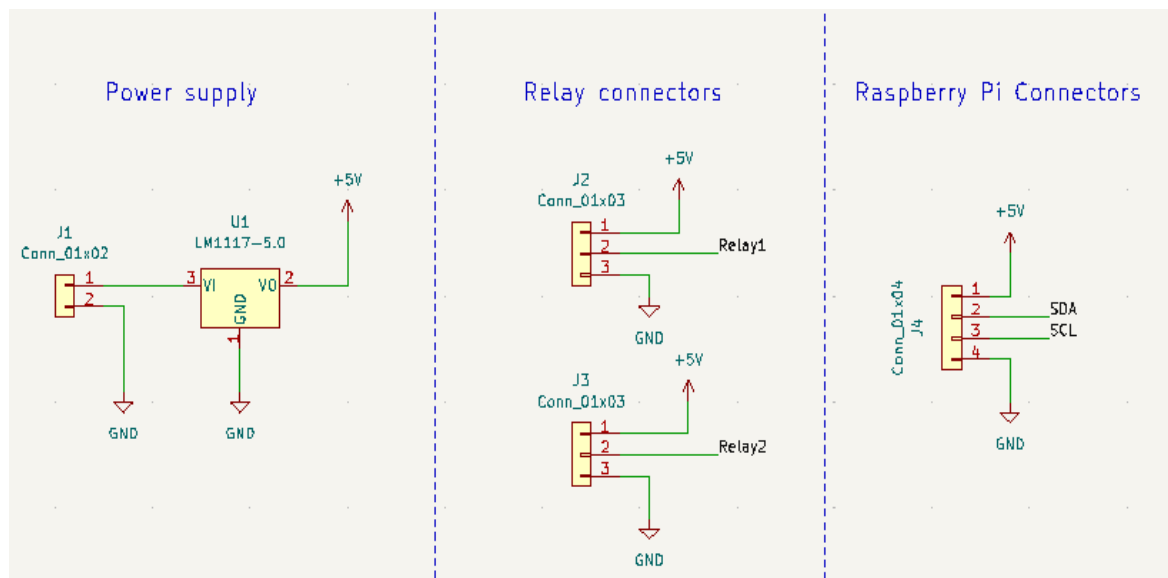 Power supply
J1
Conn_01x02
1
2
GND
U1
LM1117-5.0
3
VI
VO
2
GND
1
GND
+5V
Relay connectors
J2
Conn_01x03
1
2
3
+5V
Relay1
GND
J3
Conn_01x03
1
2
3
+5V
Relay2
GND
Raspberry Pi Connectors
Conn_01x04
J4
1
2
3
4
+5V
SDA
SCL
GND